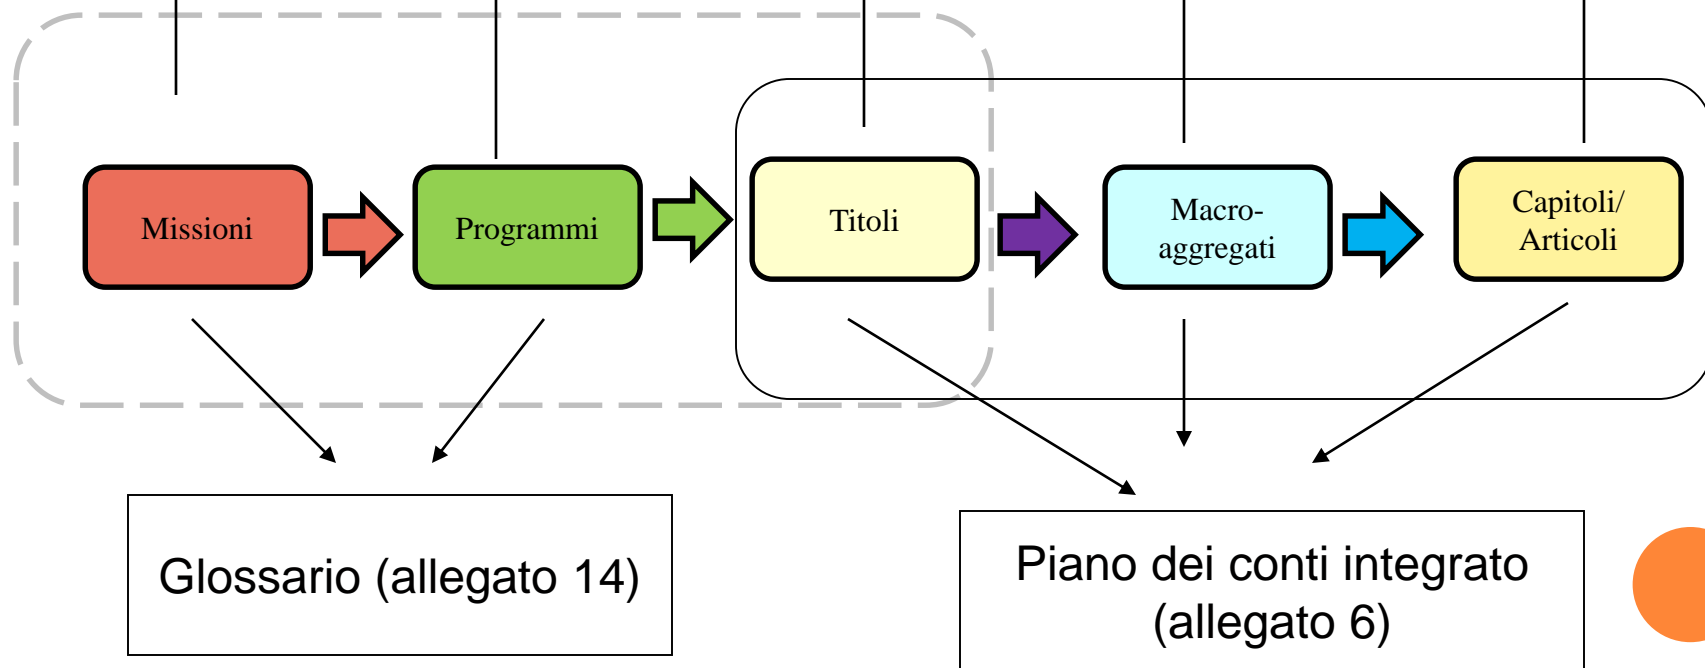 Missioni
Programmi
Titoli
Macro-
aggregati
Capitoli/
Articoli
Glossario (allegato 14)
Piano dei conti integrato
(allegato 6)